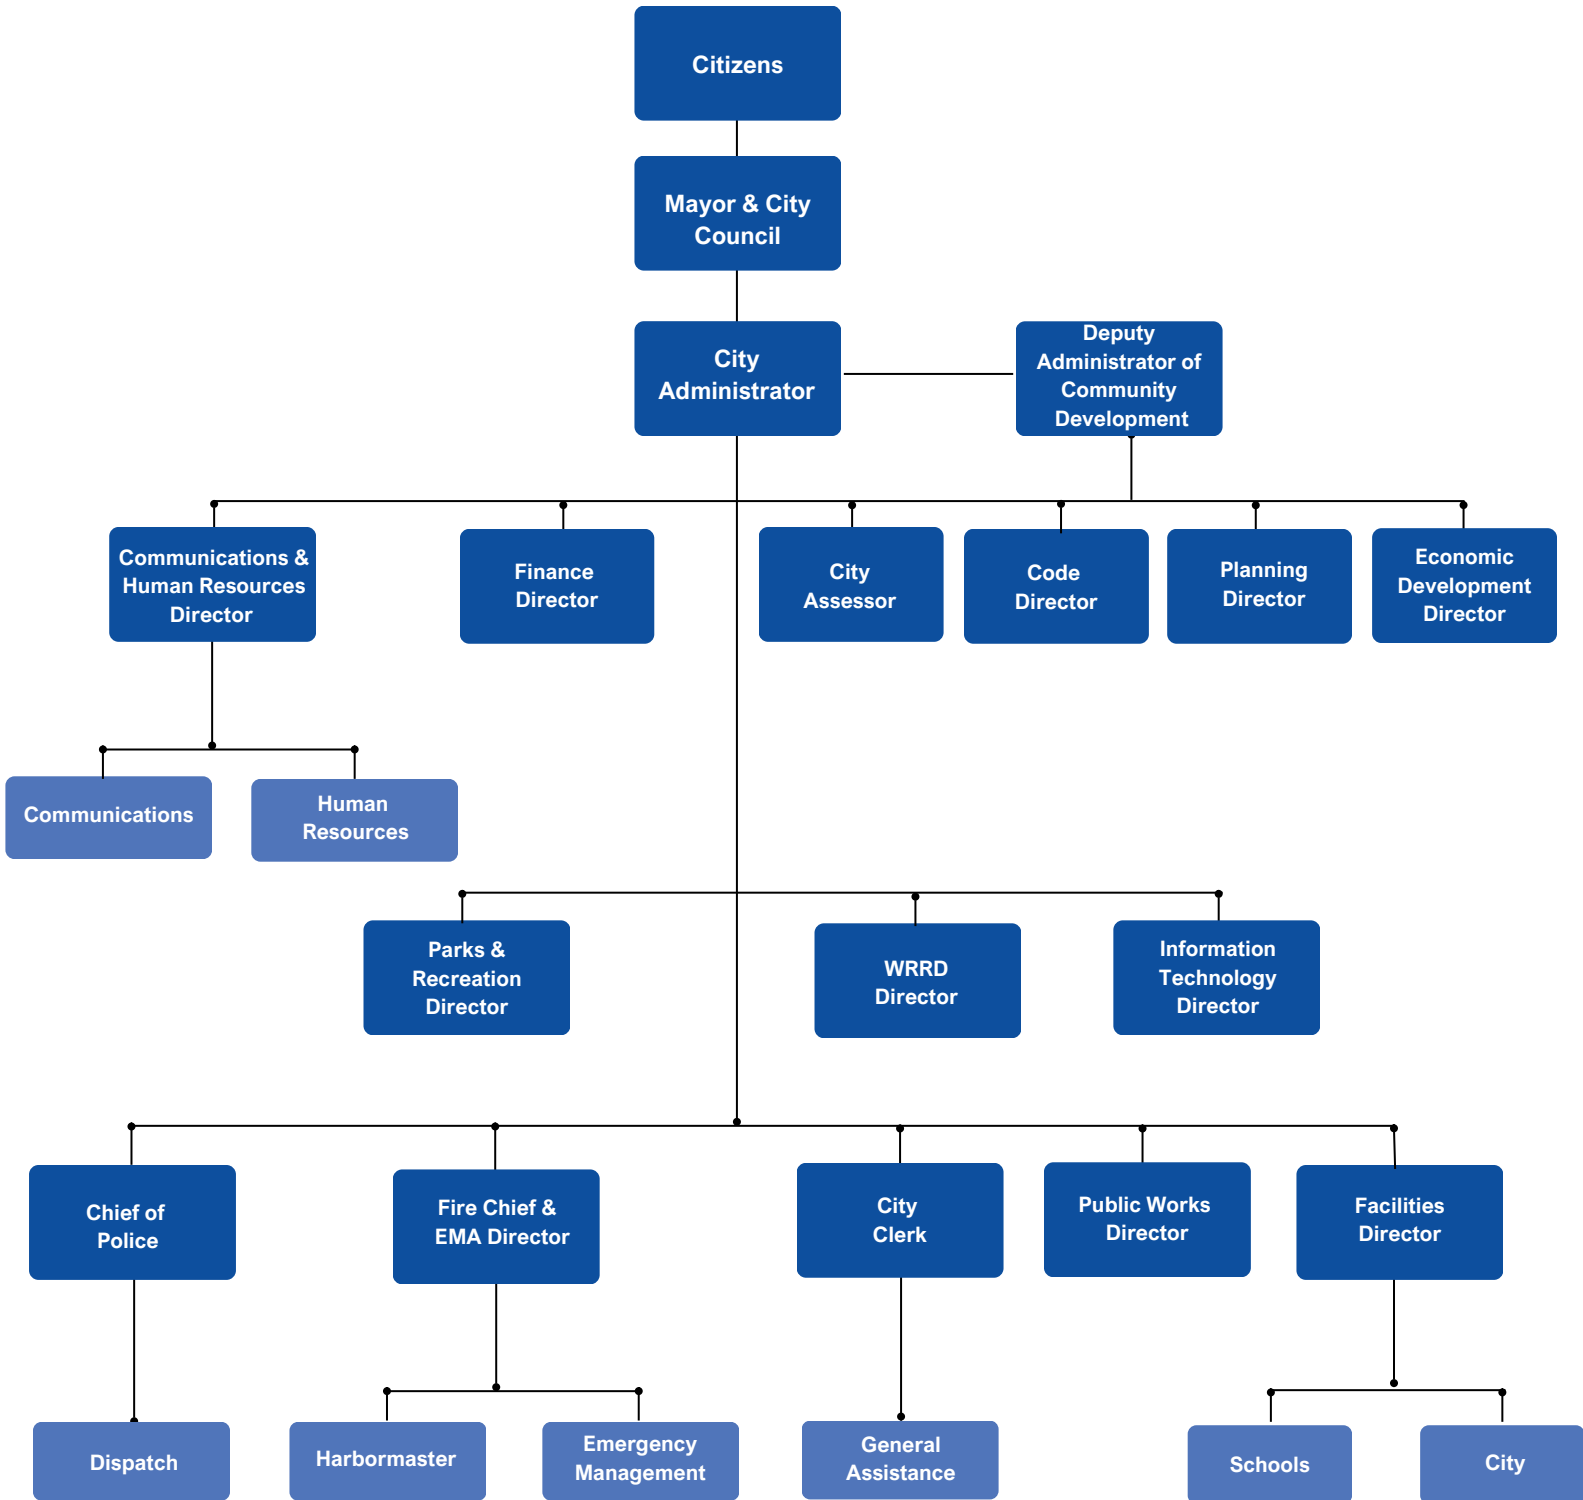 Citizens
Mayor & City
Council
City
Administrator
Deputy
Administrator of
Community
Development
Communications &
Human Resources
Director
Finance
Director
City
Assessor
Code
Director
Planning
Director
Economic
Development
Director
Communications
Human
Resources
Parks &
Recreation
Director
WRRD
Director
Information
Technology
Director
Chief of
Police
Fire Chief &
EMA Director
City
Clerk
Public Works
Director
Facilities
Director
Dispatch
Harbormaster
Emergency
Management
General
Assistance
Schools
City